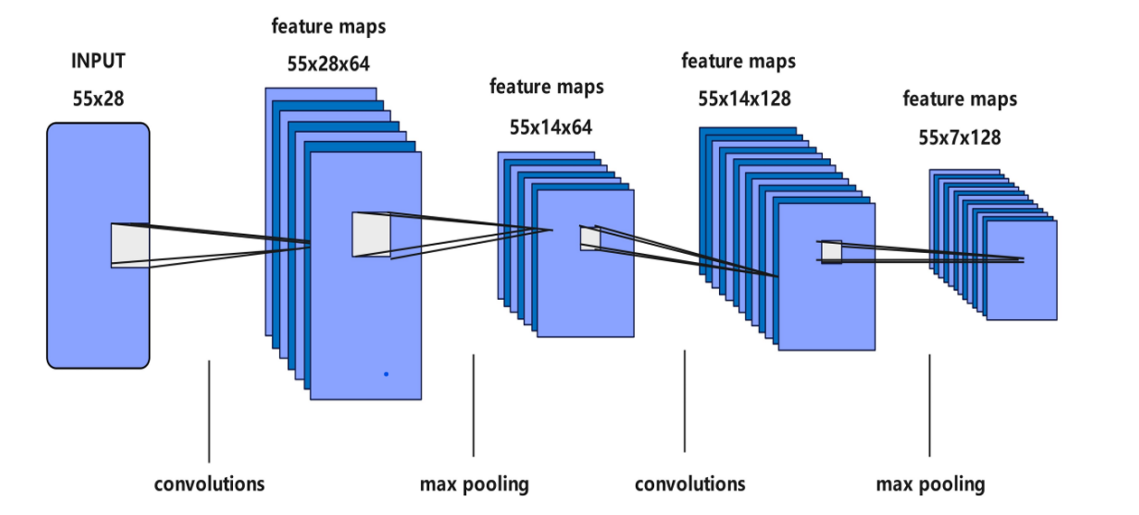 INPUT
55x28
feature maps
55x28x64
feature maps
55x14x64
feature maps
55x14x128
feature maps
55x7x128
convolutions
max pooling
convolutions
max pooling